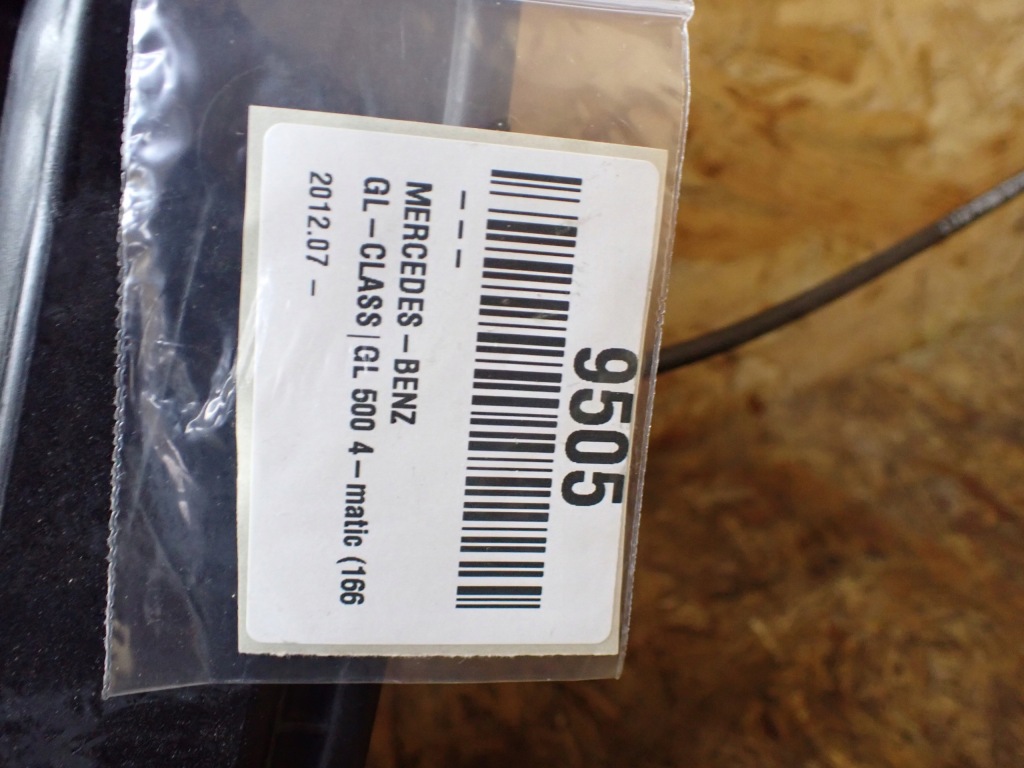 9505
---
MERCEDES-BENZ
GL-CLASS|GL 500 4-matic (166
2012.07 -